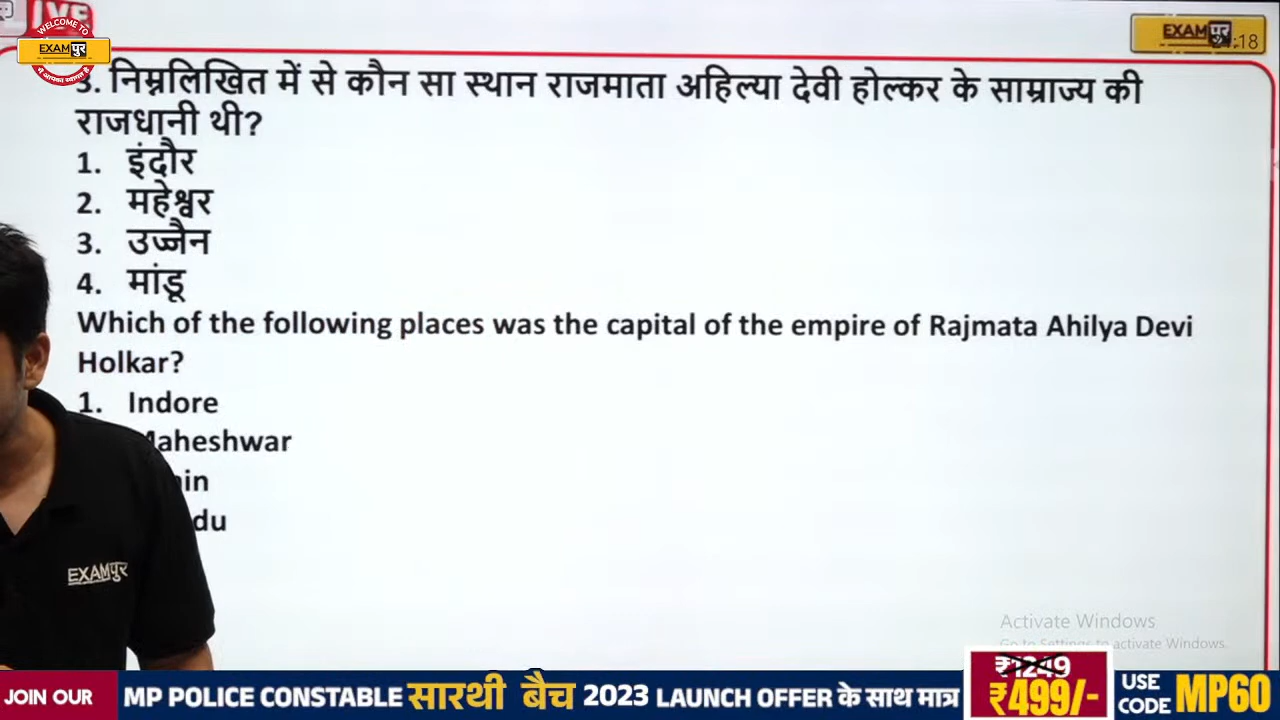 LIVE
WELCOME TO
EXAMपुर
EXAMपुर
:18
3. निम्नलिखित में से कौन सा स्थान राजमाता अहिल्या देवी होल्कर के साम्राज्य की
राजधानी थी?
1. इंदौर
2. महेश्वर
3. उज्जैन
4. मांडू
Which of the following places was the capital of the empire of Rajmata Ahilya Devi
Holkar?
1. Indore
Maheshwar
in
du
EXAMपुर
Activate Windows
Go to Settings to activate Windows.
JOIN OUR MP POLICE CONSTABLE सारथी बैच 2023 LAUNCH OFFER के साथ मात्र ₹1249 ₹499/- USE CODE MP60